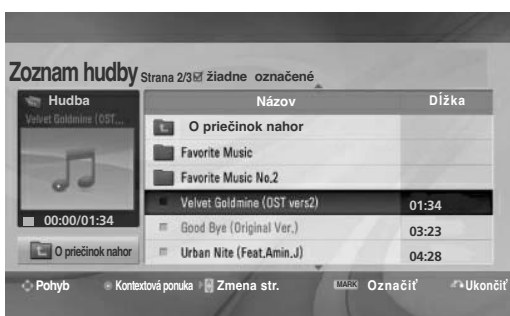 Zoznam hudby Strana 2/3 žiadne označené
Hudba
Velvet Goldmine (OST...
00:00/01:34
O priečinok nahor
Názov Dĺžka
O priečinok nahor
Favorite Music
Favorite Music No.2
Velvet Goldmine (OST vers2) 01:34
Good Bye (Original Ver.) 03:23
Urban Nite (Feat.Amin.J) 04:28
Pohyb Kontextová ponuka Zmena str. MARK Označiť Ukončiť